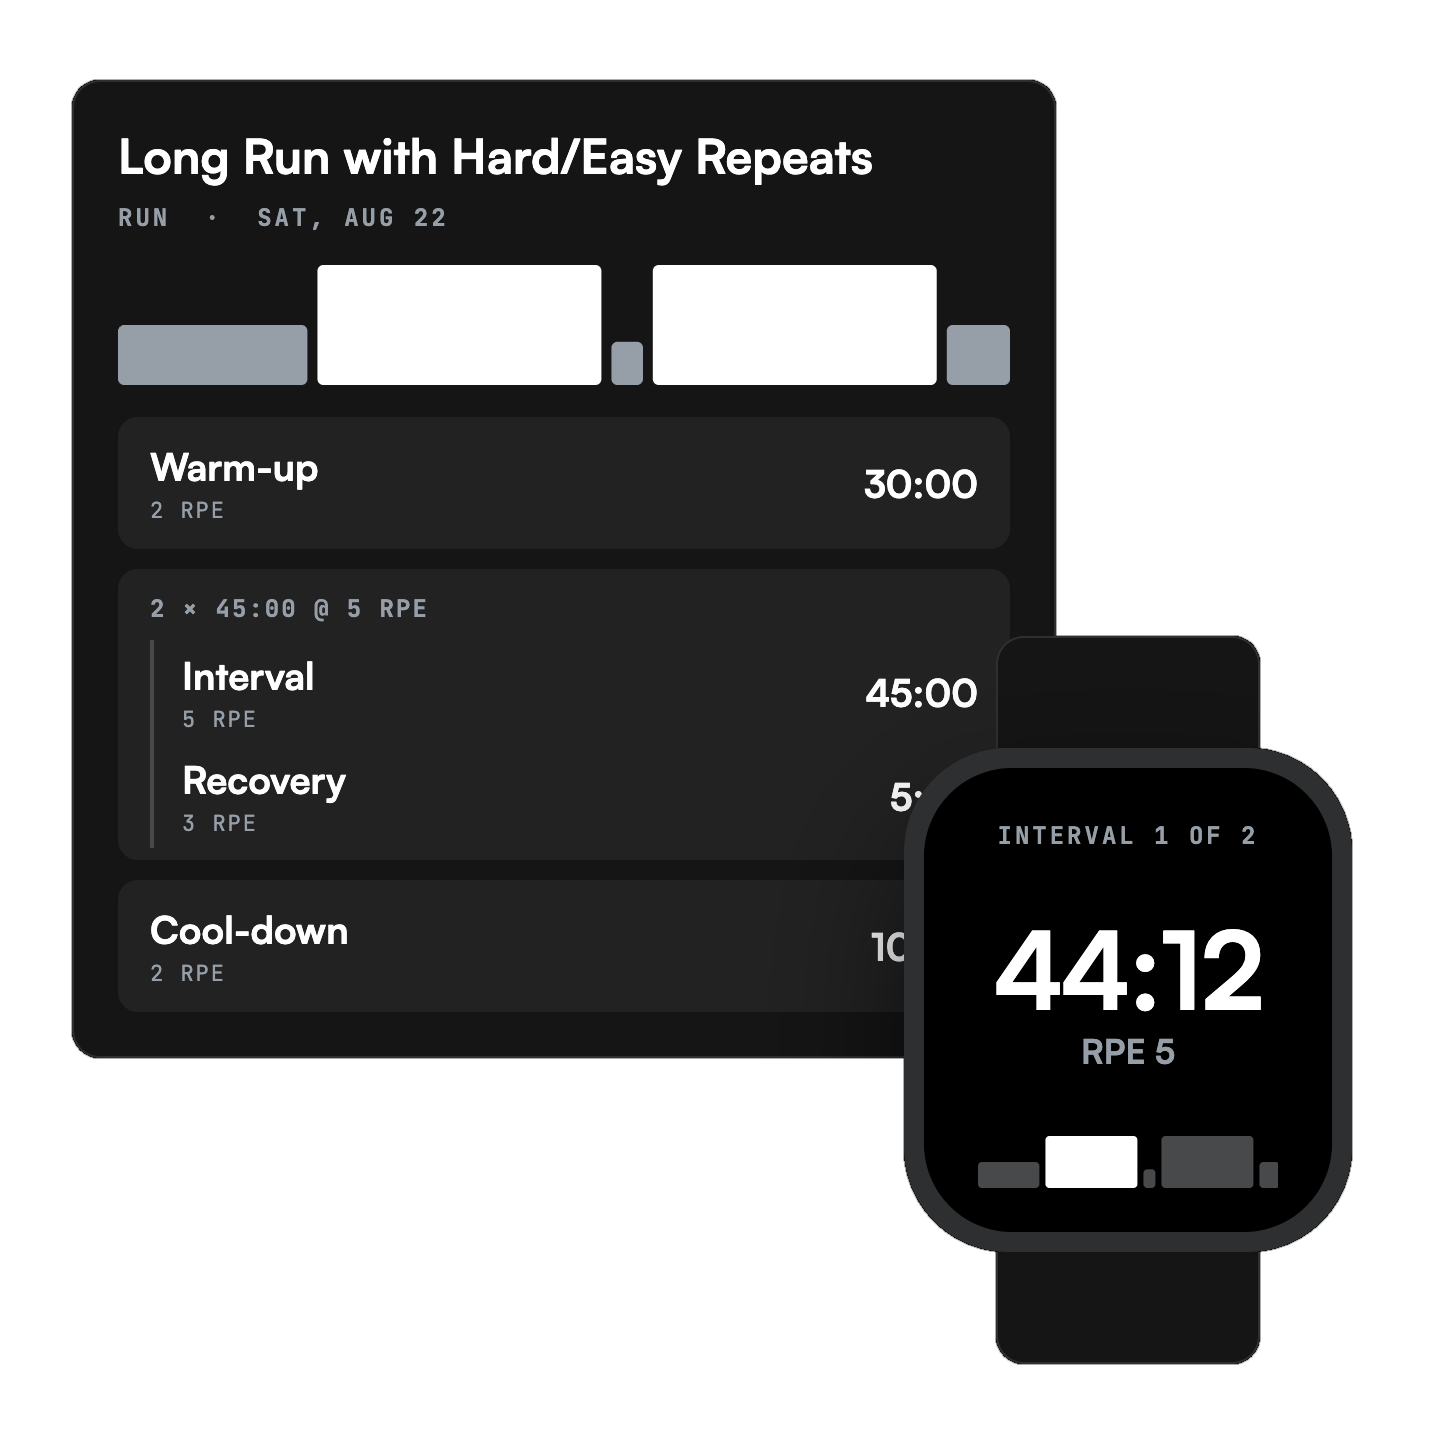 Long Run with Hard/Easy Repeats
RUN · SAT, AUG 22
Warm-up
2 RPE
30:00
2 × 45:00 @ 5 RPE
Interval
5 RPE
45:00
Recovery
3 RPE
5:
Cool-down
2 RPE
10
INTERVAL 1 OF 2
44:12
RPE 5